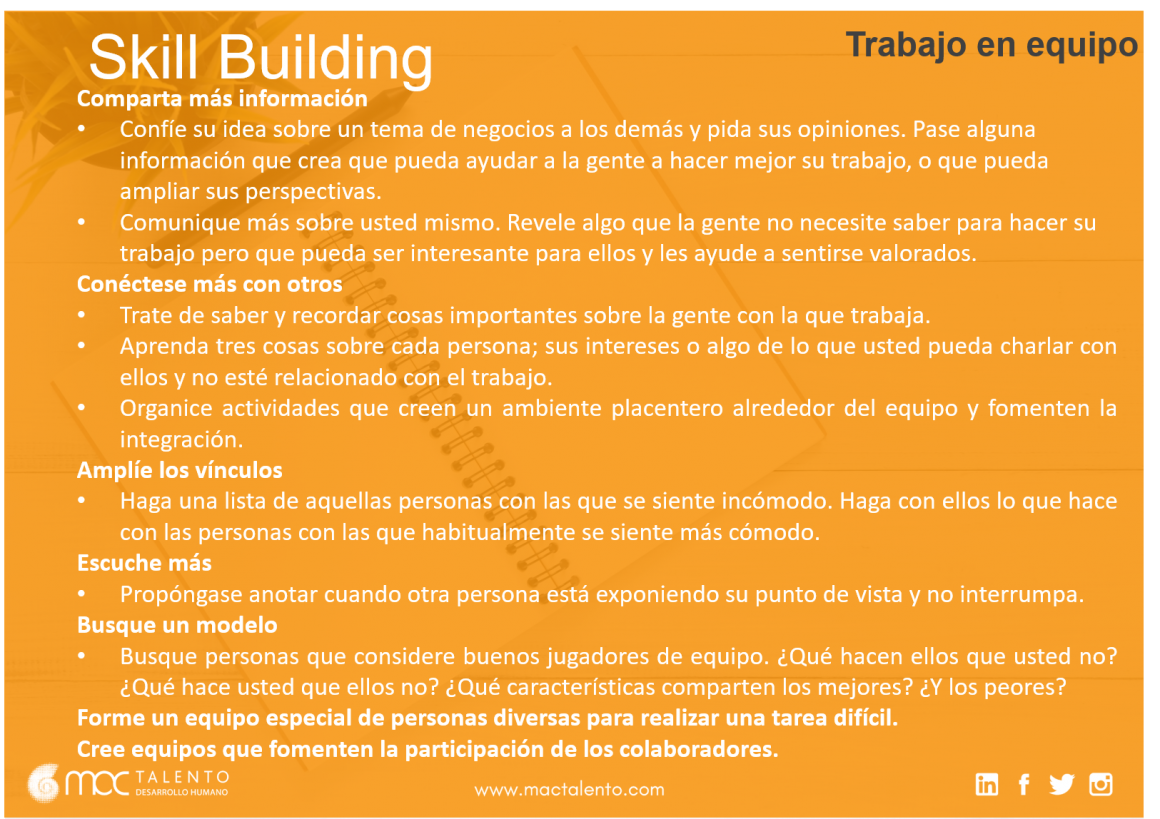 Skill Building
Trabajo en equipo
Comparta más información
• Confíe su idea sobre un tema de negocios a los demás y pida sus opiniones. Pase alguna
información que crea que pueda ayudar a la gente a hacer mejor su trabajo, o que pueda
ampliar sus perspectivas.
• Comunique más sobre usted mismo. Revele algo que la gente no necesite saber para hacer su
trabajo pero que pueda ser interesante para ellos y les ayude a sentirse valorados.
Conéctese más con otros
• Trate de saber y recordar cosas importantes sobre la gente con la que trabaja.
• Aprenda tres cosas sobre cada persona; sus intereses o algo de lo que usted pueda charlar con
ellos y no esté relacionado con el trabajo.
• Organice actividades que creen un ambiente placentero alrededor del equipo y fomenten la
integración.
Amplíe los vínculos
• Haga una lista de aquellas personas con las que se siente incómodo. Haga con ellos lo que hace
con las personas con las que habitualmente se siente más cómodo.
Escuche más
• Propóngase anotar cuando otra persona está exponiendo su punto de vista y no interrumpa.
Busque un modelo
• Busque personas que considere buenos jugadores de equipo. ¿Qué hacen ellos que usted no?
¿Qué hace usted que ellos no? ¿Qué características comparten los mejores? ¿Y los peores?
Forme un equipo especial de personas diversas para realizar una tarea difícil.
Cree equipos que fomenten la participación de los colaboradores.
MAC TALENTO
DESARROLLO HUMANO
www.mactalento.com